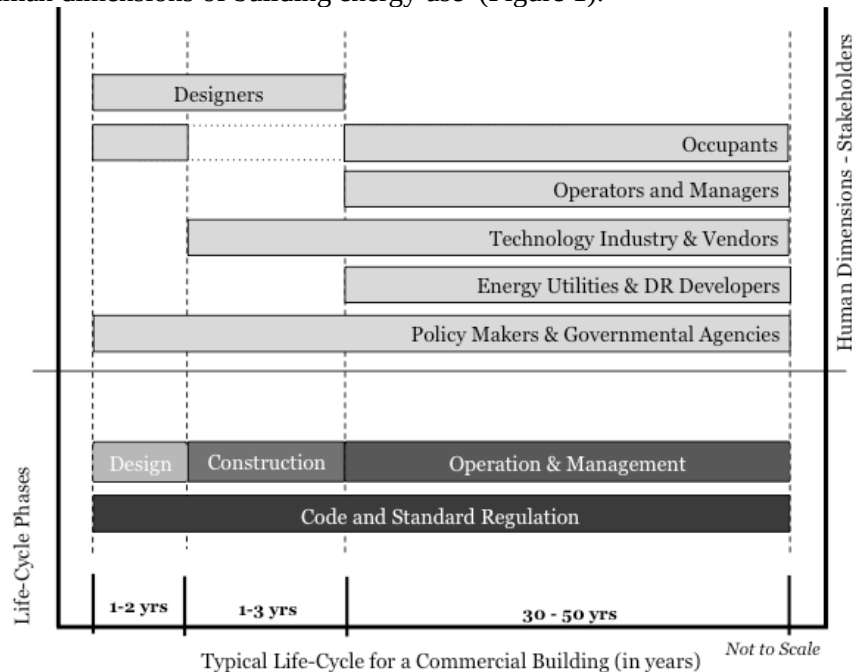 man dimensions of building energy use (Figure 1).
Designers
Occupants
Operators and Managers
Technology Industry & Vendors
Energy Utilities & DR Developers
Policy Makers & Governmental Agencies
Human Dimensions - Stakeholders
Design
Construction
Operation & Management
Code and Standard Regulation
Life-Cycle Phases
1-2 yrs
1-3 yrs
30 - 50 yrs
Not to Scale
Typical Life-Cycle for a Commercial Building (in years)